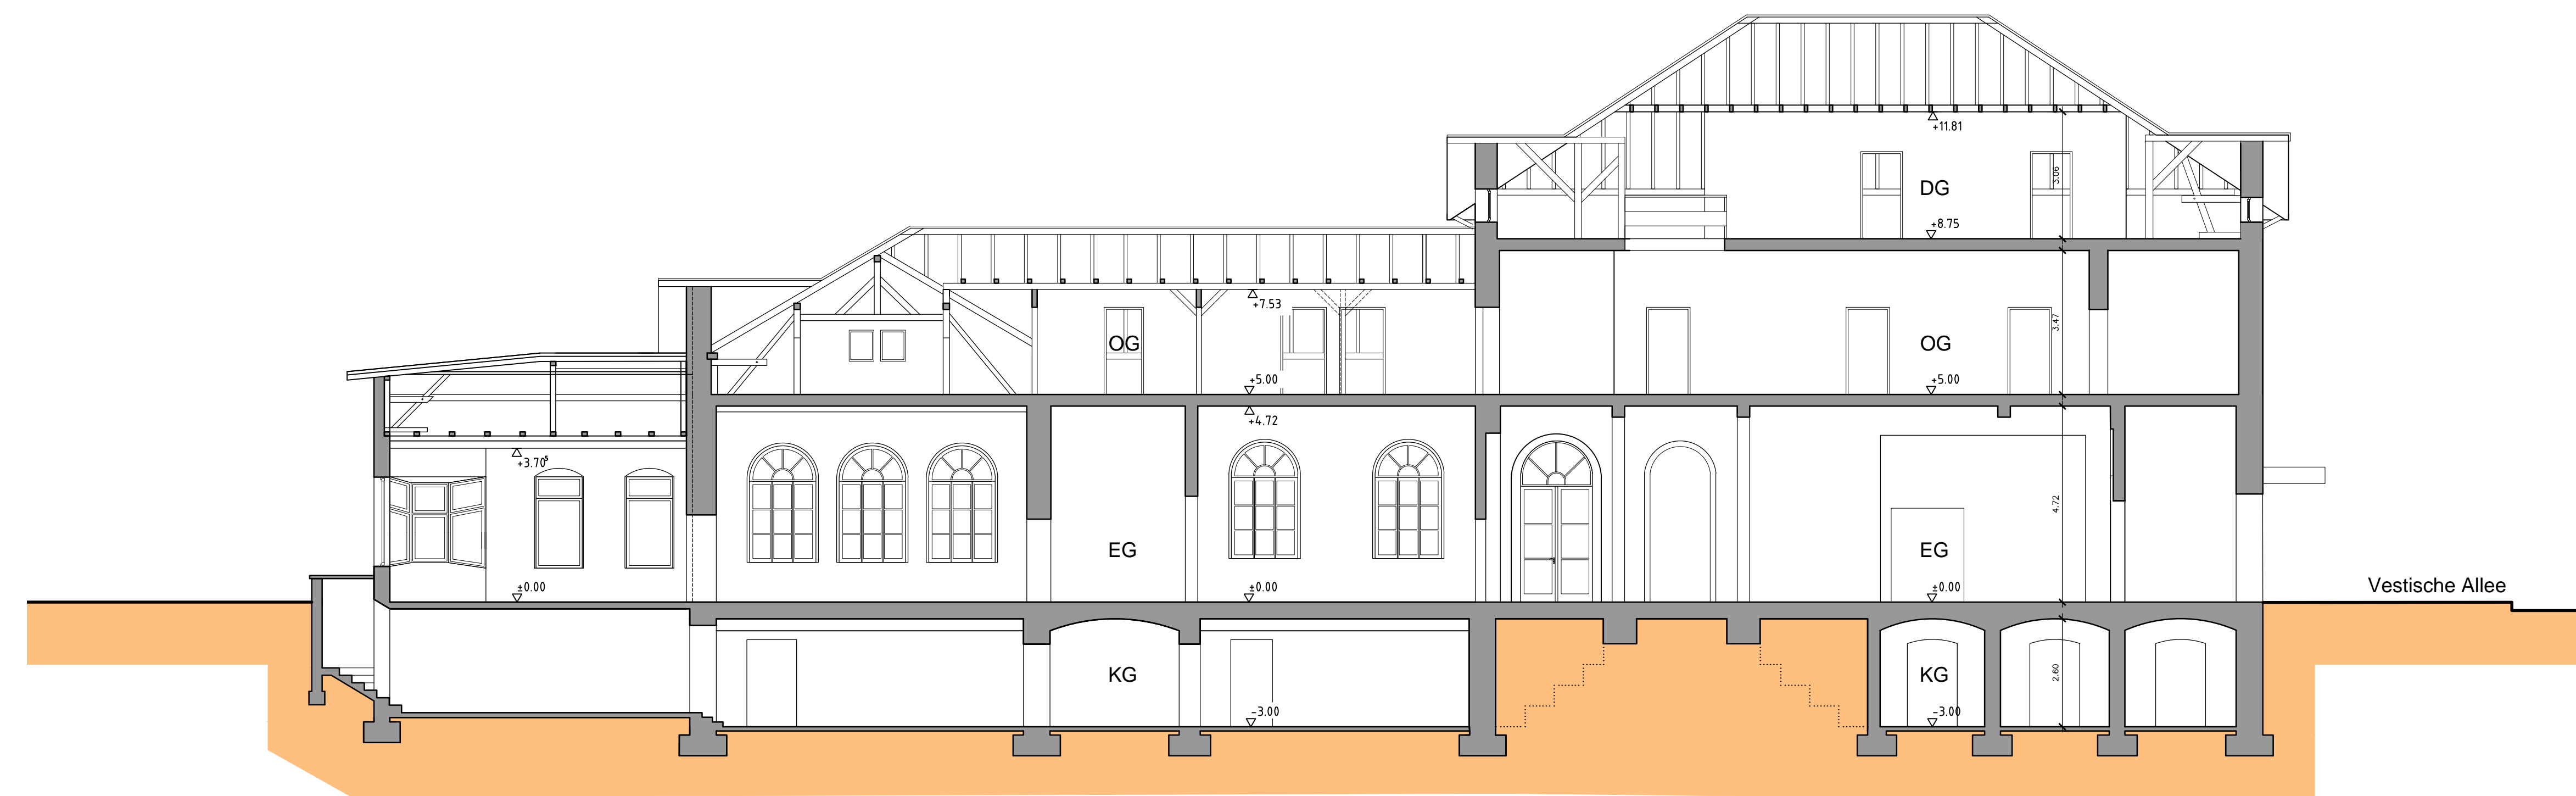 +11.81
3.06
DG
+8.75
+7.53
OG
3.47
OG
+5.00
+5.00
+4.72
+3.70⁵
4.72
EG
EG
±0.00
±0.00
±0.00
Vestische Allee
KG
KG
2.60
-3.00
-3.00